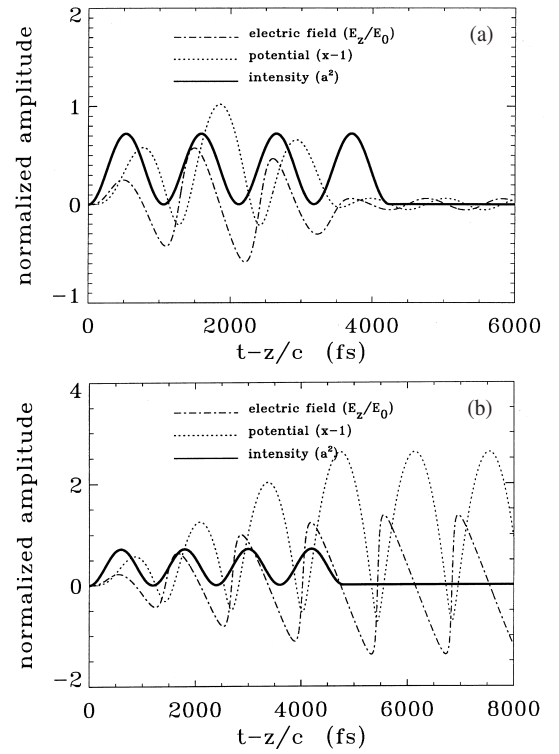 2
1
0
−1
normalized amplitude
electric field (E_z/E_0)
potential (x−1)
intensity (a²)
(a)
0
2000
4000
6000
t−z/c (fs)
4
2
0
−2
normalized amplitude
electric field (E_z/E_0)
potential (x−1)
intensity (a²)
(b)
0
2000
4000
6000
8000
t−z/c (fs)